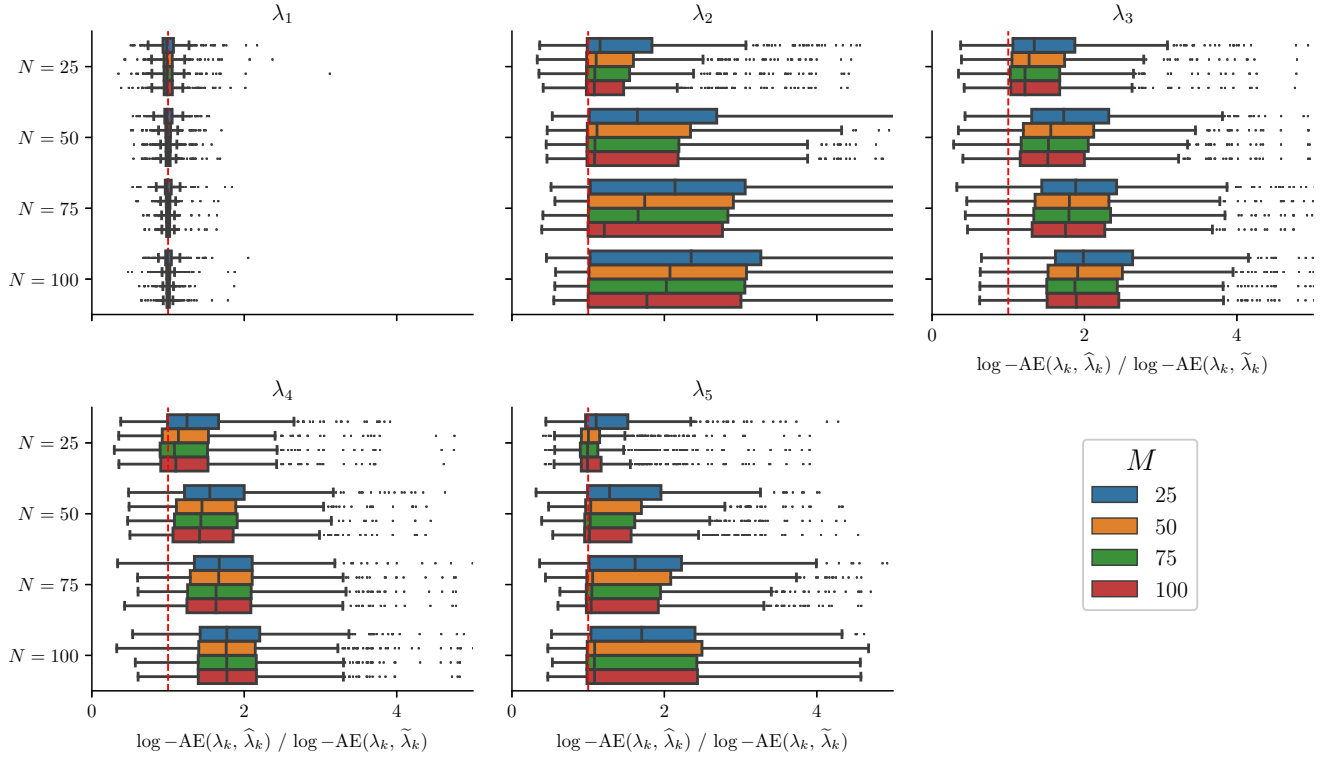 λ₁
λ₂
λ₃
N = 25
N = 50
N = 75
N = 100
0 2 4
log −AE(λₖ, λ̂ₖ) / log −AE(λₖ, λ̃ₖ)
λ₄
λ₅
N = 25
N = 50
N = 75
N = 100
0 2 4
0 2 4
log −AE(λₖ, λ̂ₖ) / log −AE(λₖ, λ̃ₖ)
log −AE(λₖ, λ̂ₖ) / log −AE(λₖ, λ̃ₖ)
M
25
50
75
100